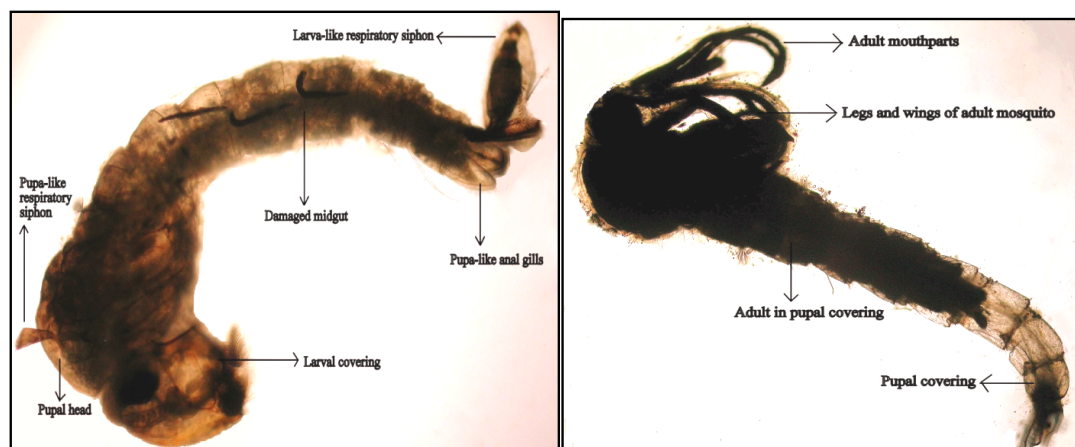 Larva-like respiratory siphon
Pupa-like
respiratory
siphon
Damaged midgut
Pupa-like anal gills
Larval covering
Pupal head
Adult mouthparts
Legs and wings of adult mosquito
Adult in pupal covering
Pupal covering